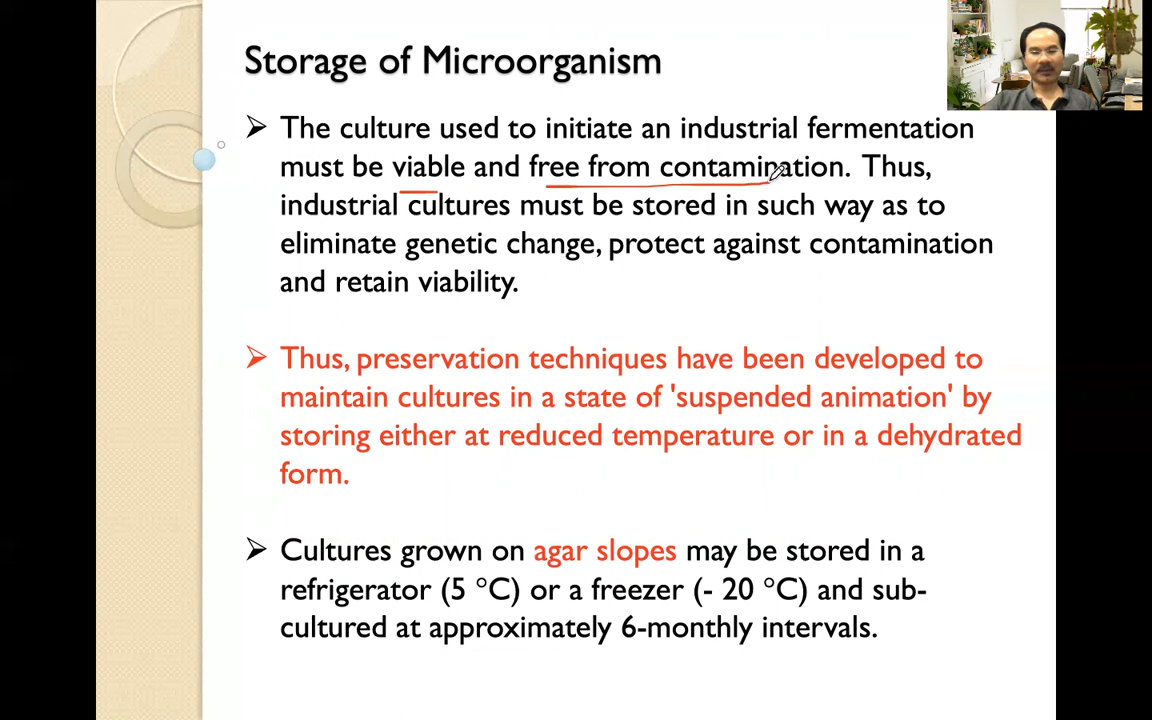 Storage of Microorganism
The culture used to initiate an industrial fermentation
must be viable and free from contamination. Thus,
industrial cultures must be stored in such way as to
eliminate genetic change, protect against contamination
and retain viability.
Thus, preservation techniques have been developed to
maintain cultures in a state of 'suspended animation' by
storing either at reduced temperature or in a dehydrated
form.
Cultures grown on agar slopes may be stored in a
refrigerator (5 °C) or a freezer (- 20 °C) and sub-
cultured at approximately 6-monthly intervals.